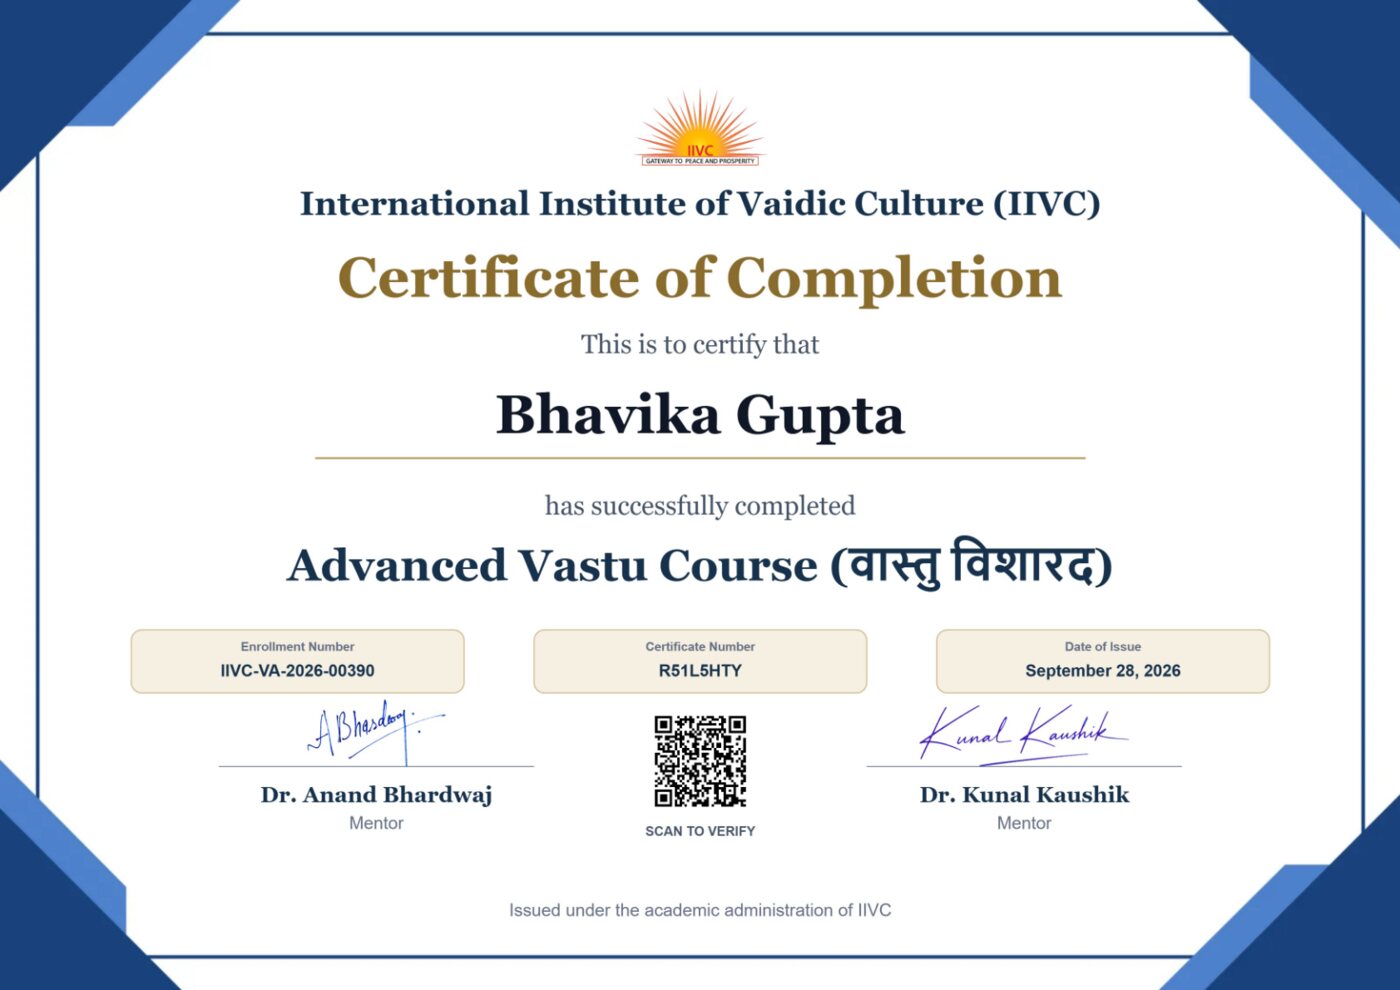 IIVC
GATEWAY TO PEACE AND PROSPERITY
International Institute of Vaidic Culture (IIVC)
Certificate of Completion
This is to certify that
Bhavika Gupta
has successfully completed
Advanced Vastu Course (वास्तु विशारद)
Enrollment Number
IIVC-VA-2026-00390
Certificate Number
R51L5HTY
Date of Issue
September 28, 2026
A Bhardwaj
Kunal Kaushik
Dr. Anand Bhardwaj
Mentor
SCAN TO VERIFY
Dr. Kunal Kaushik
Mentor
Issued under the academic administration of IIVC